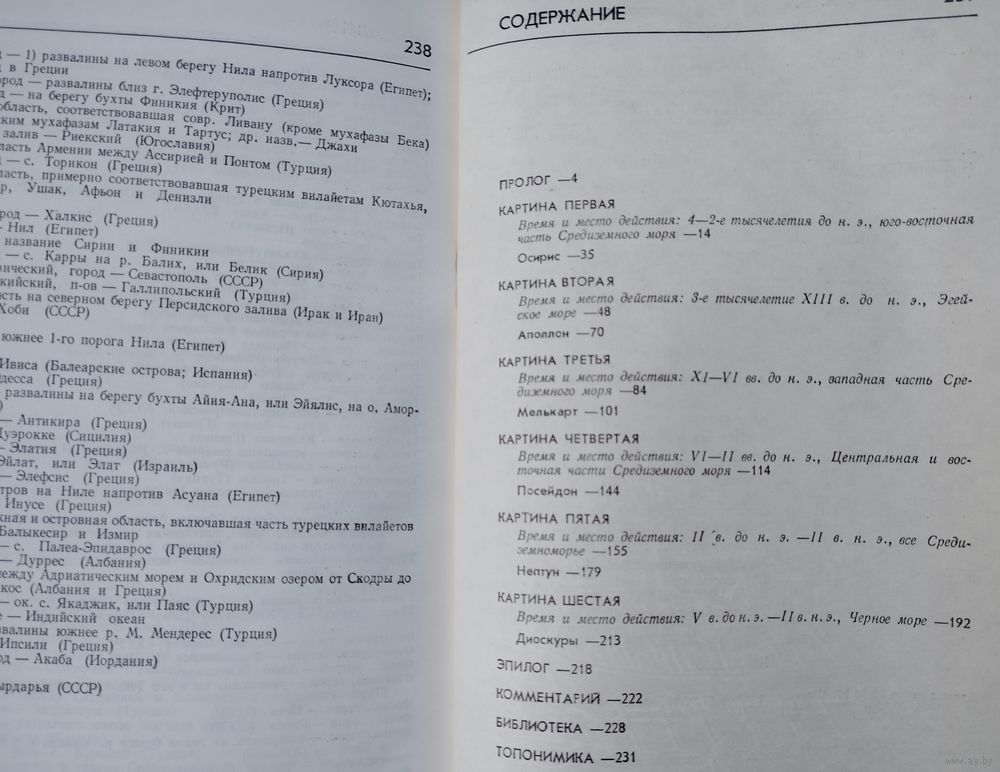 238
— 1) развалины на левом берегу Нила напротив Луксора (Египет);
в Греции
ород — развалины близ г. Элефтеруполис (Греция)
— на берегу бухты Финикия (Крит)
область, соответствовавшая совр. Ливану (кроме мухафазы Бека)
ким мухафазам Латакия и Тартус; др. назв.— Джахи
залив — Риекский (Югославия)
ласть Армении между Ассирией и Понтом (Турция)
— с. Торикон (Греция)
ласть, примерно соответствовавшая турецким вилайетам Кютахья,
р, Ушак, Афьон и Денизли
род — Халкис (Греция)
— Нил (Египет)
название Сирии и Финикии
— с. Карры на р. Балих, или Белик (Сирия)
нический, город — Севастополь (СССР)
кийский, п-ов — Галлипольский (Турция)
сть на северном берегу Персидского залива (Ирак и Иран)
Хоби (СССР)
южнее 1-го порога Нила (Египет)
Ивиса (Балеарские острова; Испания)
десса (Греция)
развалины на берегу бухты Айия-Ана, или Эйялис, на о. Амор-
)
— Антикира (Греция)
Дуэрокке (Сицилия)
— Элатия (Греция)
Эйлат, или Элат (Израиль)
— Элефсис (Греция)
тров на Ниле напротив Асуана (Египет)
Инусе (Греция)
жная и островная область, включавшая часть турецких вилайетов
Балыкесир и Измир
— с. Палеа-Эпидаврос (Греция)
— Дуррес (Албания)
между Адриатическим морем и Охридским озером от Скодры до
кос (Албания и Греция)
— ок. с. Якаджик, или Паяс (Турция)
е — Индийский океан
звалины южнее р. М. Мендерес (Турция)
Ипсили (Греция)
од — Акаба (Иордания)
ырдарья (СССР)
СОДЕРЖАНИЕ
ПРОЛОГ —4
КАРТИНА ПЕРВАЯ
Время и место действия: 4—2-е тысячелетия до н. э., юго-восточная
часть Средиземного моря —14
Осирис —35
КАРТИНА ВТОРАЯ
Время и место действия: 3-е тысячелетие XIII в. до н. э., Эгей-
ское море —48
Аполлон —70
КАРТИНА ТРЕТЬЯ
Время и место действия: XI—VI вв. до н. э., западная часть Сре-
диземного моря —84
Мелькарт —101
КАРТИНА ЧЕТВЕРТАЯ
Время и место действия: VI—II вв. до н. э., Центральная и вос-
точная части Средиземного моря —114
Посейдон —144
КАРТИНА ПЯТАЯ
Время и место действия: II в. до н. э. —II в. н. э., все Среди-
земноморье —155
Нептун —179
КАРТИНА ШЕСТАЯ
Время и место действия: V в. до н. э. —II в. н. э., Черное море —192
Диоскуры —213
ЭПИЛОГ —218
КОММЕНТАРИЙ —222
БИБЛИОТЕКА —228
ТОПОНИМИКА —231
www.ay.by